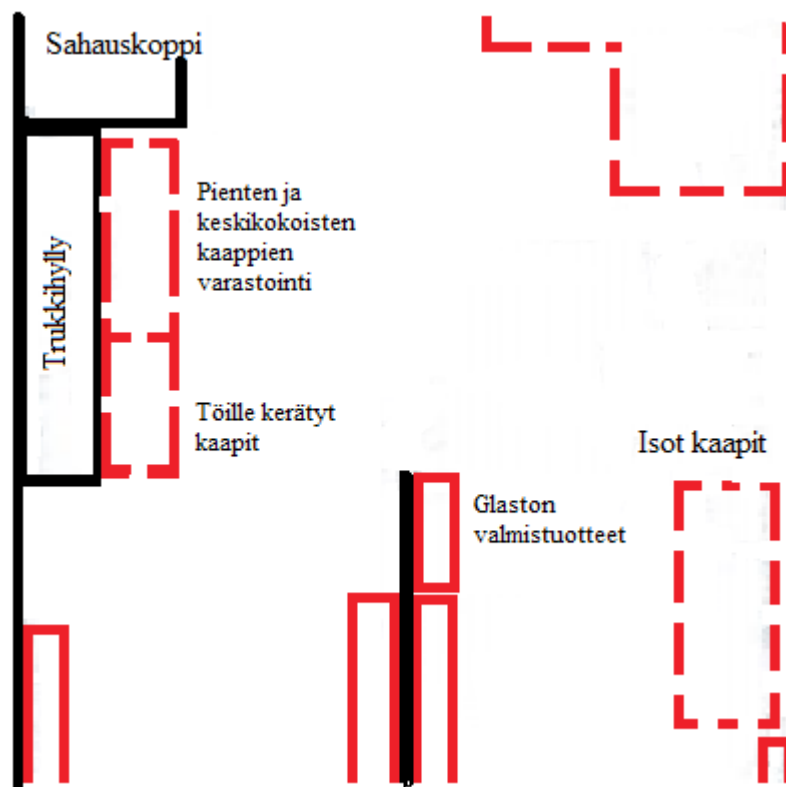 Sahauskoppi
Pienten ja
keskikokoisten
kaappien
varastointi
Trukkihylly
Töille kerätyt
kaapit
Isot kaapit
Glaston
valmistuotteet